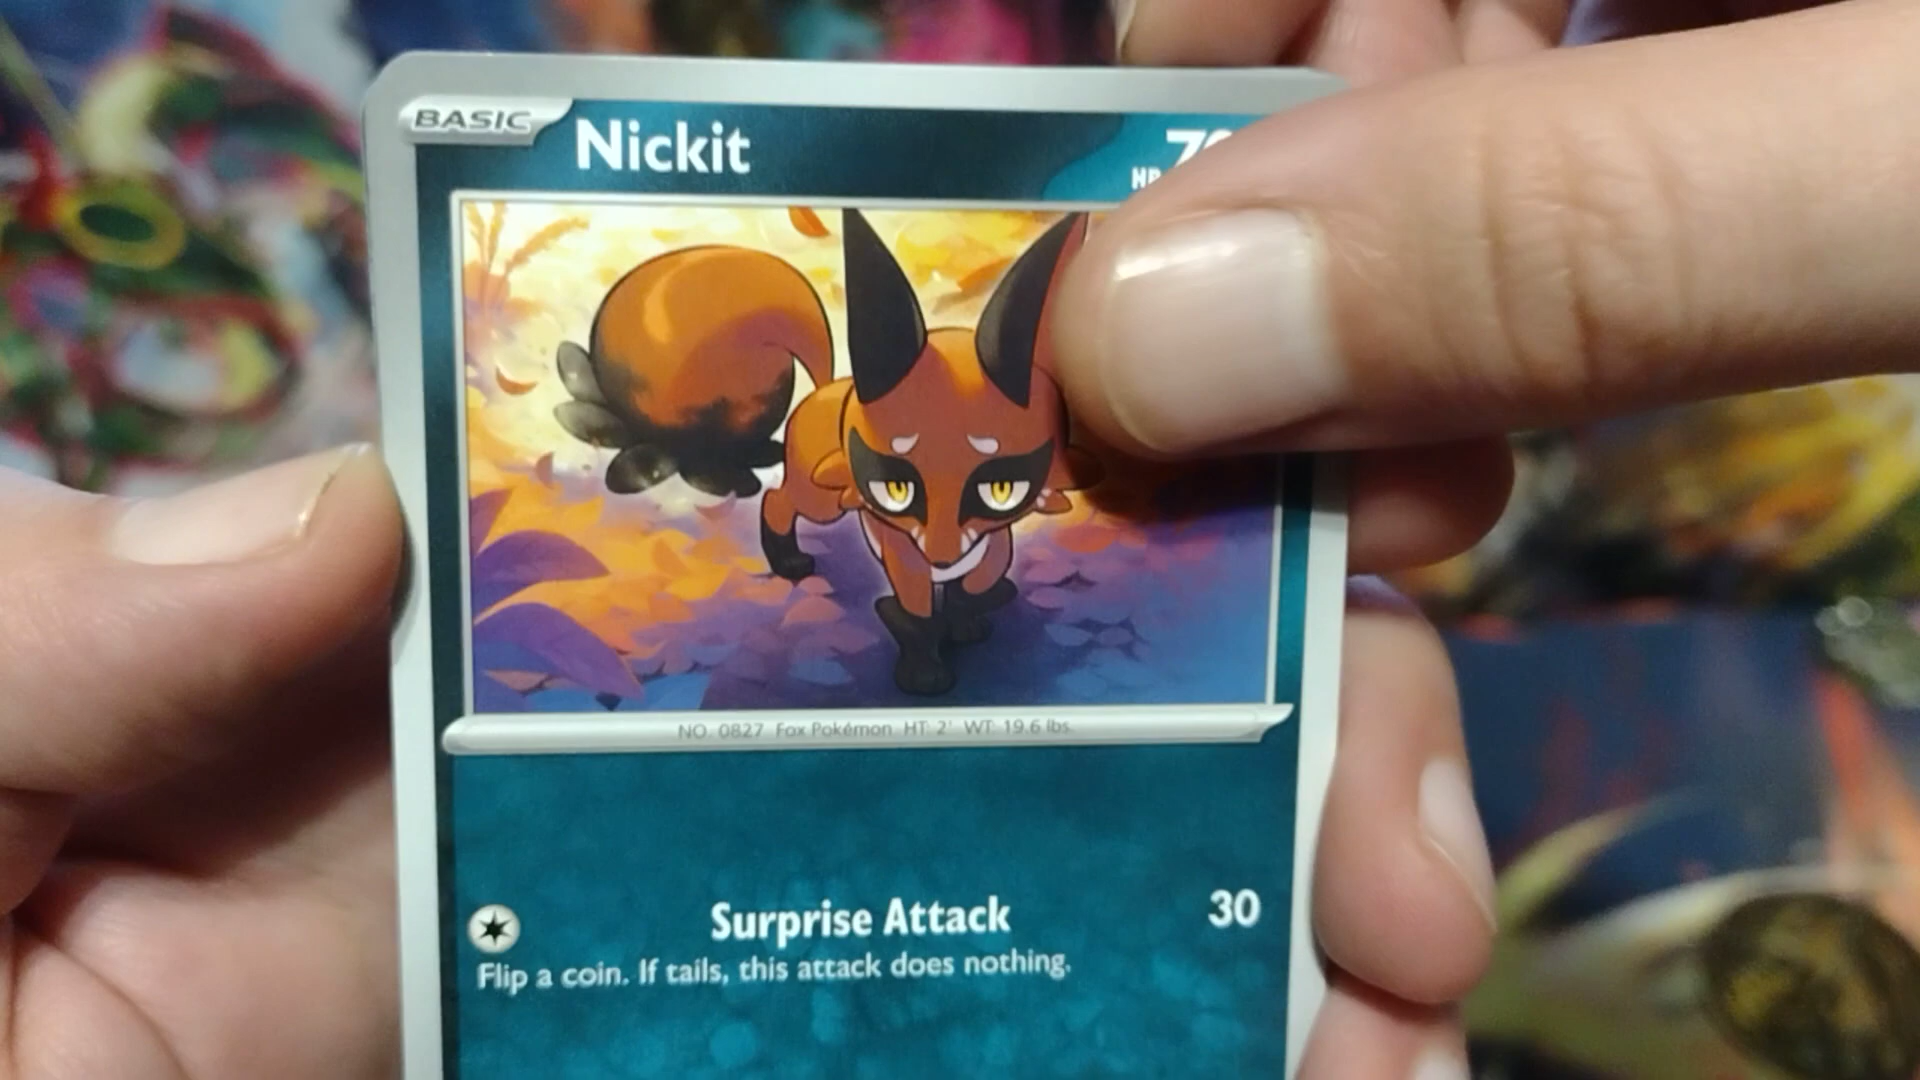 BASIC
Nickit
HP
NO. 0827 Fox Pokémon HT: 2' WT: 19.6 lbs.
Surprise Attack
30
Flip a coin. If tails, this attack does nothing.